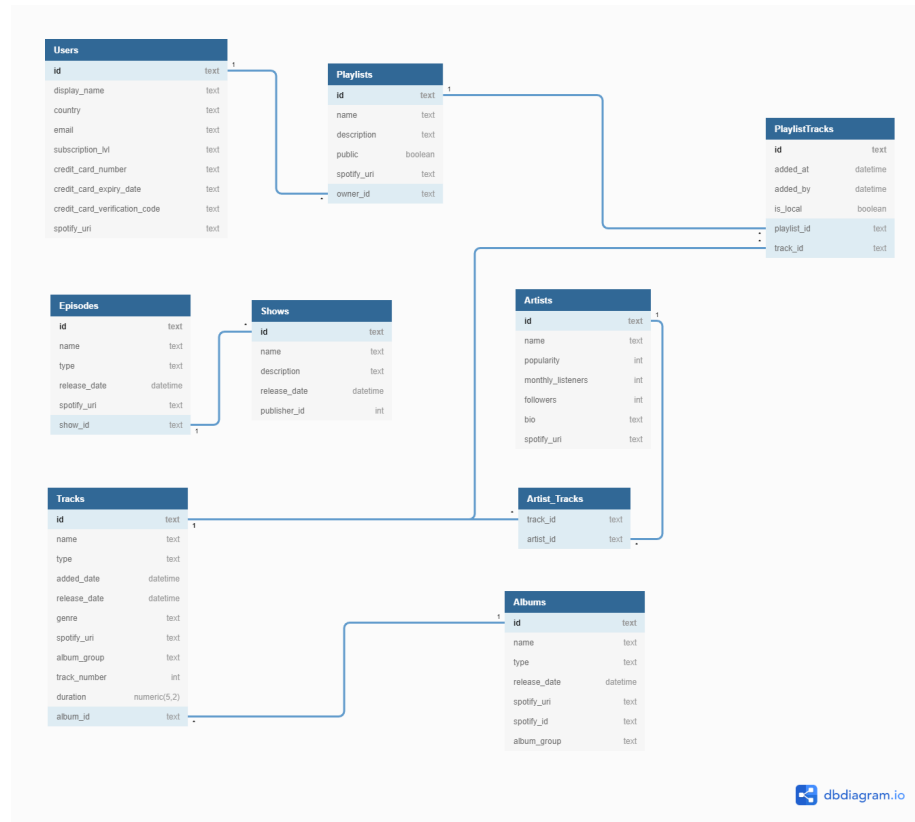 Users
id text
display_name text
country text
email text
subscription_lvl text
credit_card_number text
credit_card_expiry_date text
credit_card_verification_code text
spotify_uri text
1
Playlists
id text
name text
description text
public boolean
spotify_uri text
owner_id text
1
*
PlaylistTracks
id text
added_at datetime
added_by datetime
is_local boolean
playlist_id text
track_id text
*
*
Episodes
id text
name text
type text
release_date datetime
spotify_uri text
show_id text
1
*
Shows
id text
name text
description text
release_date datetime
publisher_id int
Artists
id text
name text
popularity int
monthly_listeners int
followers int
bio text
spotify_uri text
1
Tracks
id text
name text
type text
added_date datetime
release_date datetime
genre text
spotify_uri text
album_group text
track_number int
duration numeric(5,2)
album_id text
1
*
Artist_Tracks
track_id text
artist_id text
*
*
Albums
id text
name text
type text
release_date datetime
spotify_uri text
spotify_id text
album_group text
1
dbdiagram.io